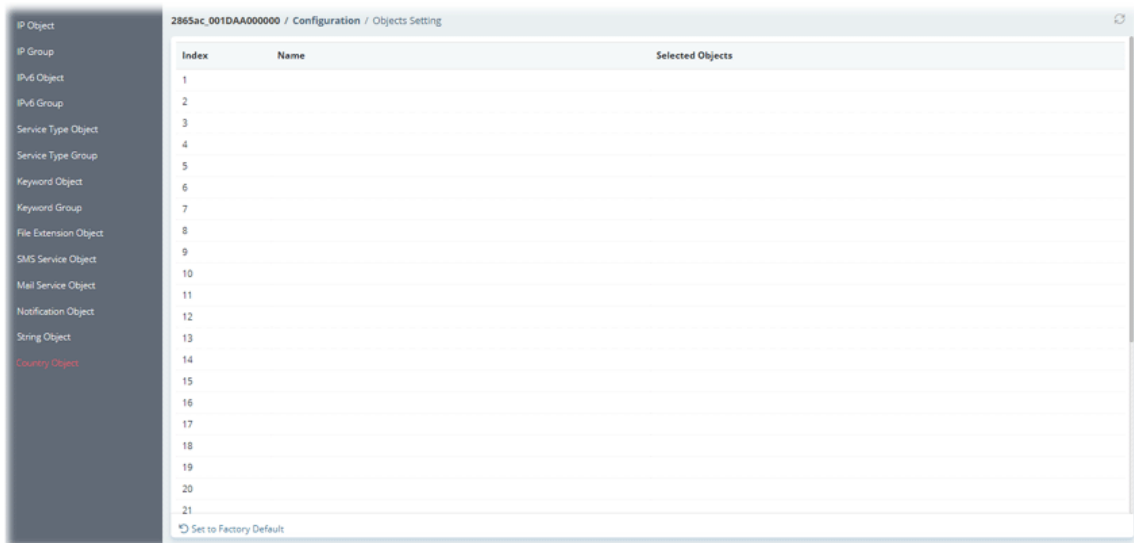 IP Object
IP Group
IPv6 Object
IPv6 Group
Service Type Object
Service Type Group
Keyword Object
Keyword Group
File Extension Object
SMS Service Object
Mail Service Object
Notification Object
String Object
Country Object
2865ac_001DAA000000 / Configuration / Objects Setting
Index Name Selected Objects
1
2
3
4
5
6
7
8
9
10
11
12
13
14
15
16
17
18
19
20
21
Set to Factory Default